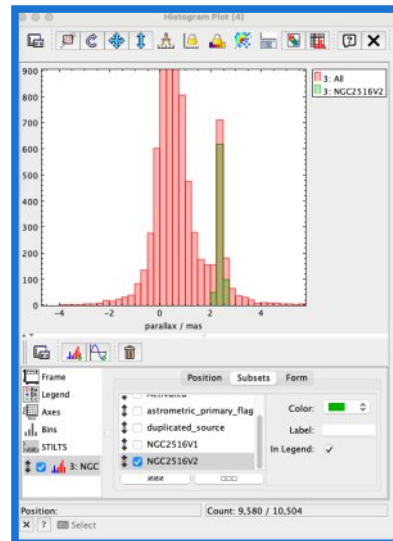 Histogram Plot (4)
3: All
3: NGC2516V2
900
800
700
600
500
400
300
200
100
0
-4 -2 0 2 4
parallax / mas
Frame
Legend
Axes
Bins
STILTS
3: NGC
Position Subsets Form
Activated
astrometric_primary_flag
duplicated_source
NGC2516V1
NGC2516V2
Color:
Label:
In Legend:
Position: Count: 9,580 / 10,504
Select